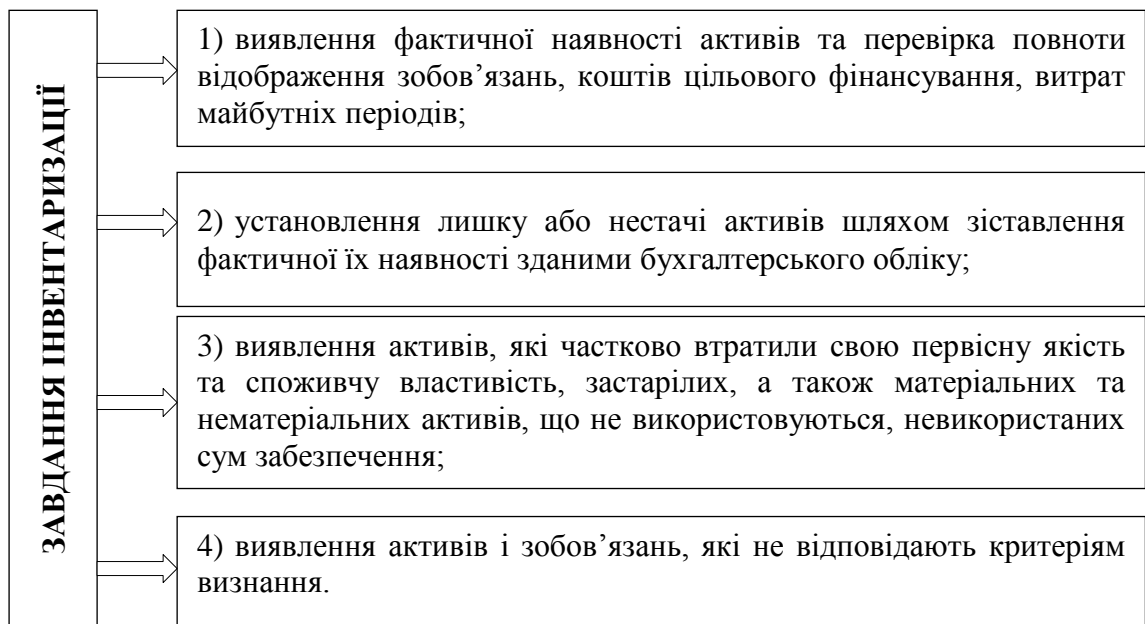 ЗАВДАННЯ ІНВЕНТАРИЗАЦІЇ
1) виявлення фактичної наявності активів та перевірка повноти
відображення зобов’язань, коштів цільового фінансування, витрат
майбутніх періодів;
2) установлення лишку або нестачі активів шляхом зіставлення
фактичної їх наявності зданими бухгалтерського обліку;
3) виявлення активів, які частково втратили свою первісну якість
та споживчу властивість, застарілих, а також матеріальних та
нематеріальних активів, що не використовуються, невикористаних
сум забезпечення;
4) виявлення активів і зобов’язань, які не відповідають критеріям
визнання.